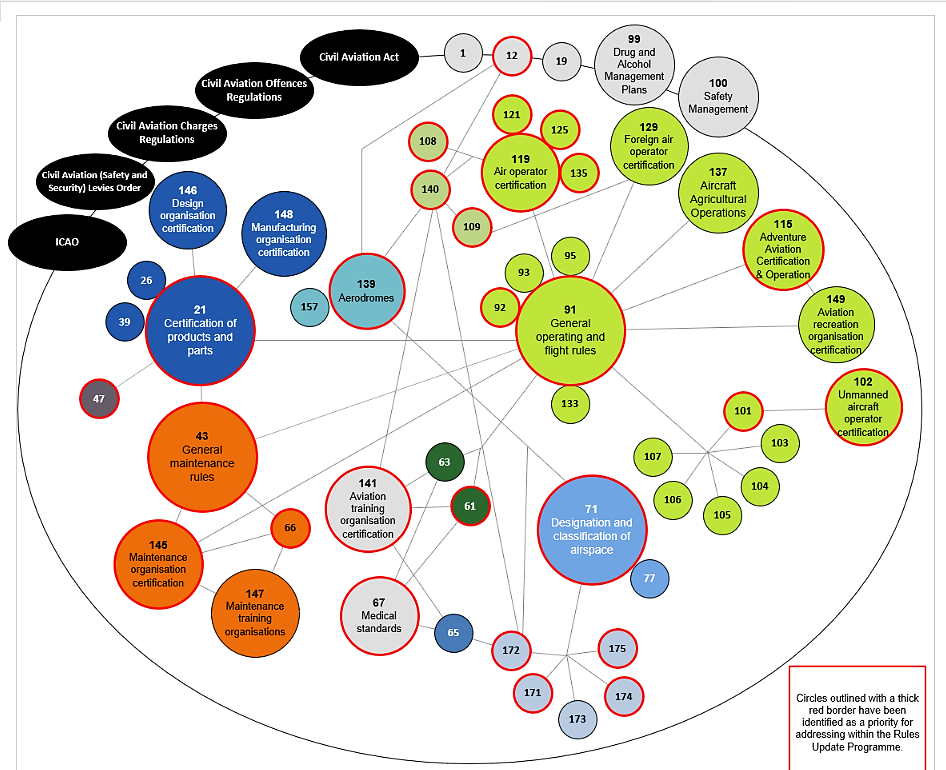 Civil Aviation Act
1
12
19
99
Drug and
Alcohol
Management
Plans
100
Safety
Management
Civil Aviation Offences
Regulations
Civil Aviation Charges
Regulations
Civil Aviation (Safety and
Security) Levies Order
ICAO
146
Design
organisation
certification
148
Manufacturing
organisation
certification
26
39
21
Certification of
products and
parts
47
157
139
Aerodromes
108
140
109
121
125
135
119
Air operator
certification
129
Foreign air
operator
certification
137
Aircraft
Agricultural
Operations
115
Adventure
Aviation
Certification
& Operation
149
Aviation
recreation
organisation
certification
95
93
92
91
General
operating and
flight rules
133
102
Unmanned
aircraft
operator
certification
101
103
104
105
106
107
43
General
maintenance
rules
66
145
Maintenance
organisation
certification
147
Maintenance
training
organisations
63
61
141
Aviation
training
organisation
certification
67
Medical
standards
65
71
Designation and
classification of
airspace
77
172
171
173
174
175
Circles outlined with a thick
red border have been
identified as a priority for
addressing within the Rules
Update Programme.